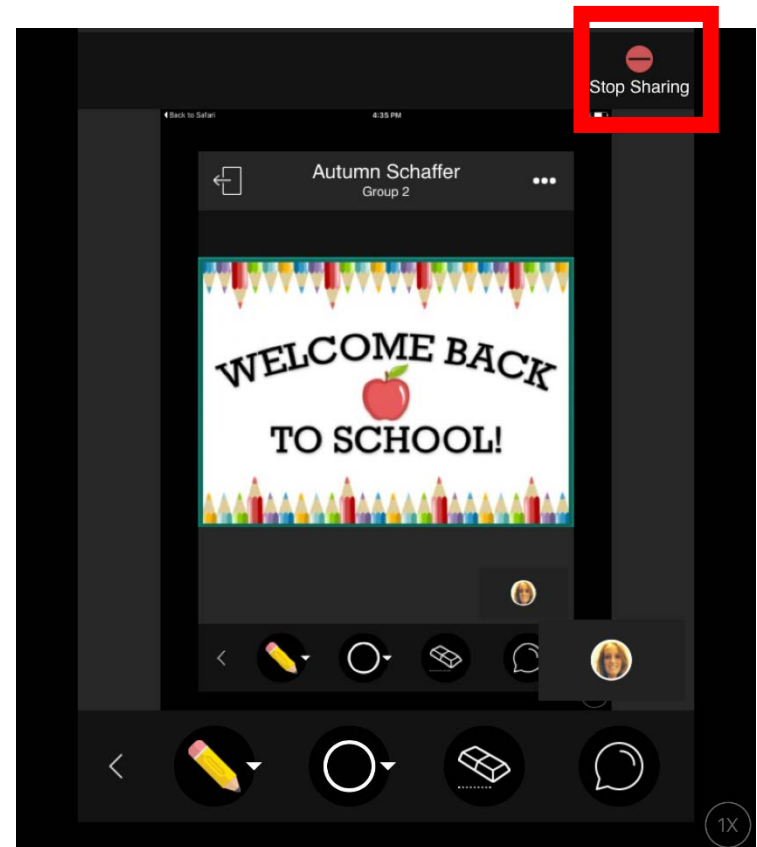 Stop Sharing
Back to Safari
4:35 PM
Autumn Schaffer
Group 2
•••
WELCOME BACK
TO SCHOOL!
1X